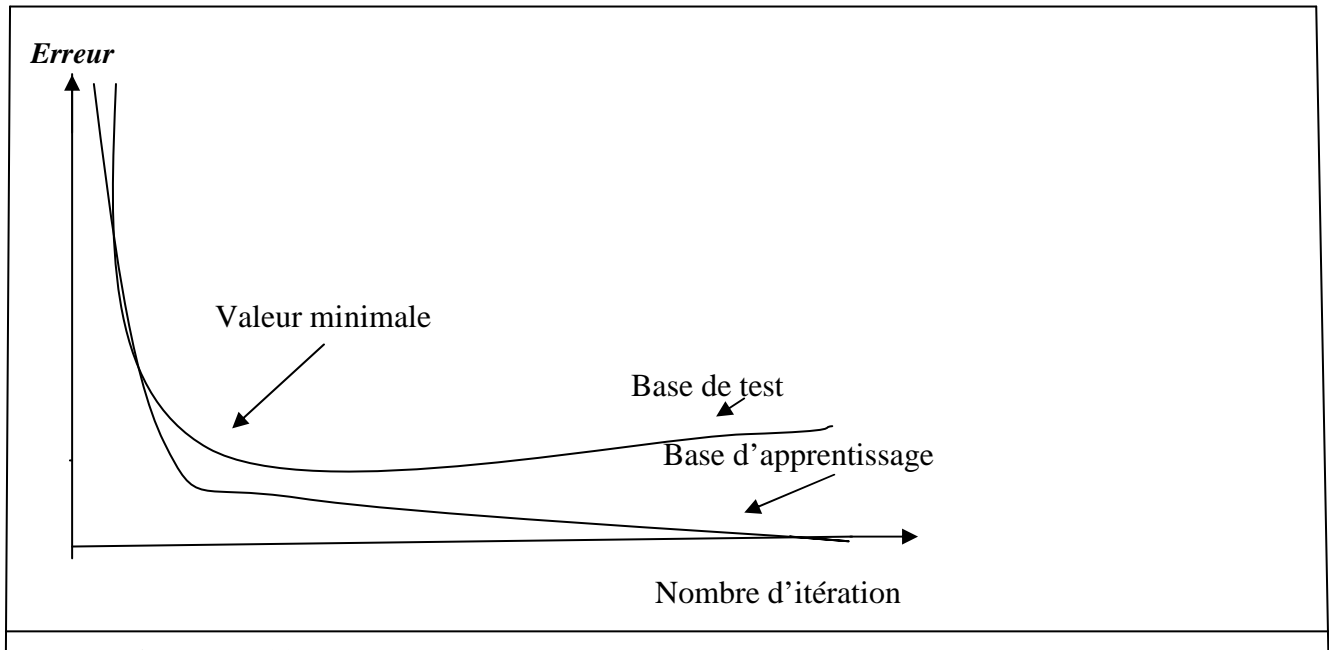 Erreur
Valeur minimale
Base de test
Base d’apprentissage
Nombre d’itération